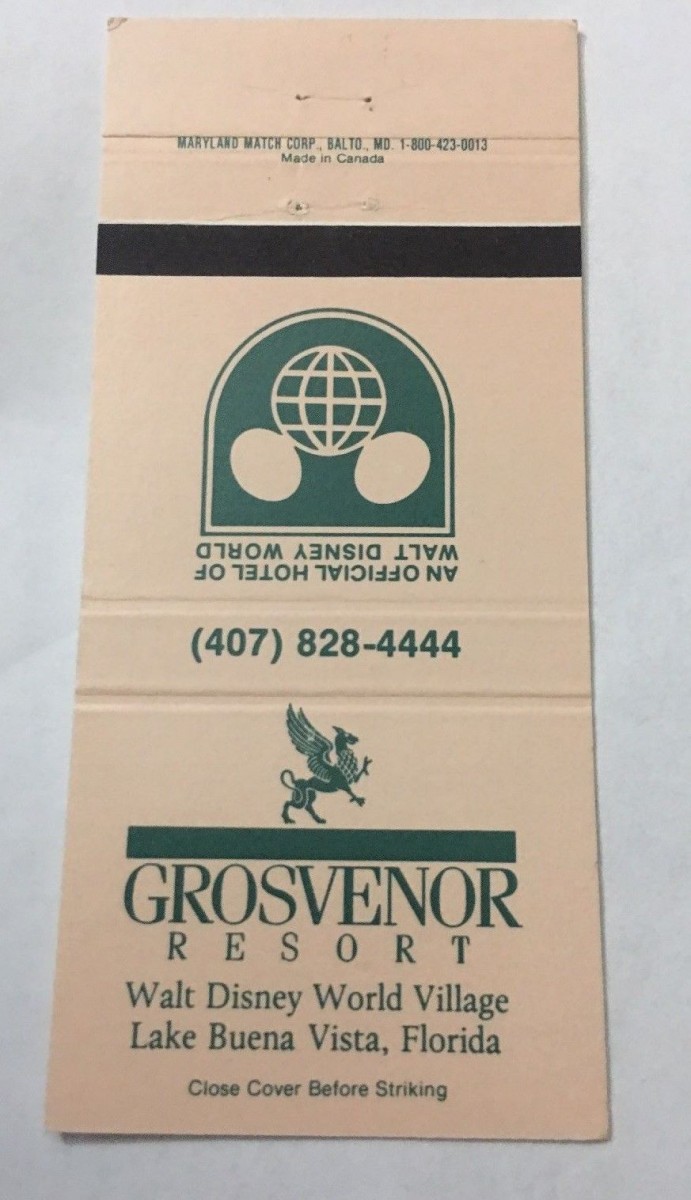 MARYLAND MATCH CORP., BALTO., MD. 1-800-423-0013
Made in Canada
AN OFFICIAL HOTEL OF
WALT DISNEY WORLD
(407) 828-4444
GROSVENOR
RESORT
Walt Disney World Village
Lake Buena Vista, Florida
Close Cover Before Striking